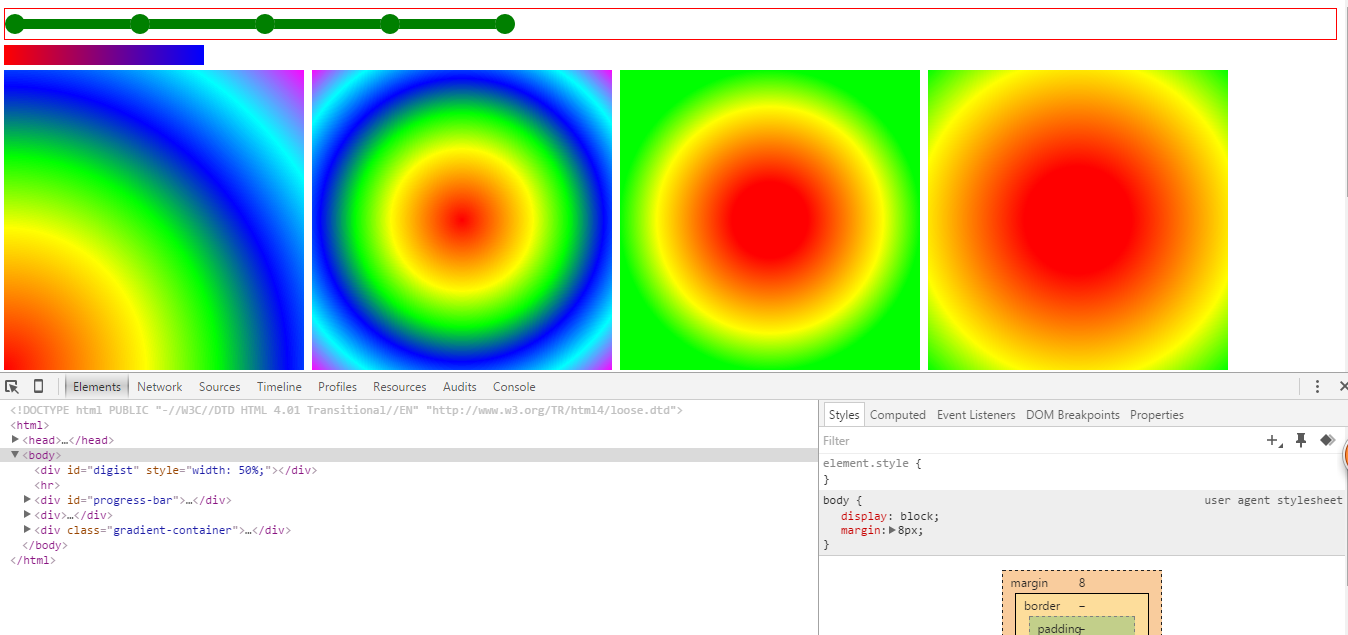 Elements Network Sources Timeline Profiles Resources Audits Console
<!DOCTYPE html PUBLIC "-//W3C//DTD HTML 4.01 Transitional//EN" "http://www.w3.org/TR/html4/loose.dtd">
<html>
<head>…</head>
<body>
<div id="digist" style="width: 50%;"></div>
<hr>
<div id="progress-bar">…</div>
<div>…</div>
<div class="gradient-container">…</div>
</body>
</html>
Styles Computed Event Listeners DOM Breakpoints Properties
Filter
element.style {
}
body { user agent stylesheet
display: block;
margin: 8px;
}
margin 8
border –
padding –